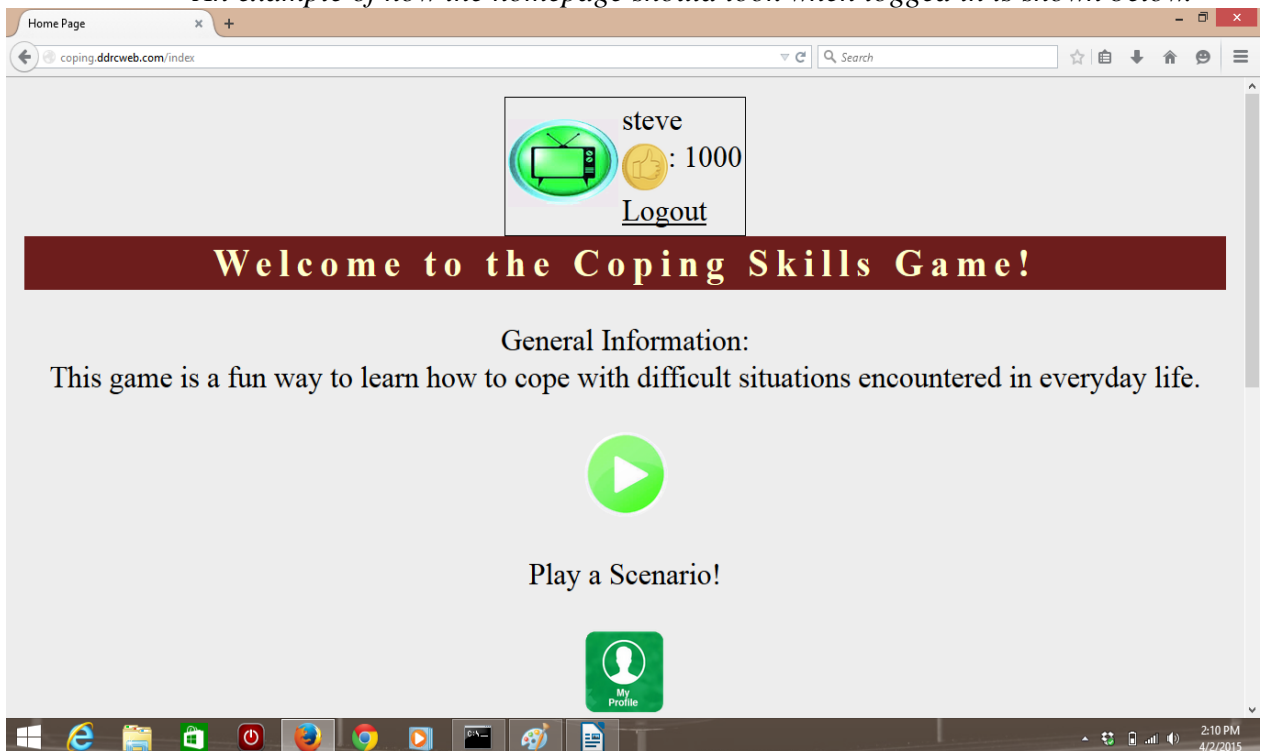 An example of how the homepage should look when logged in is shown below.
Home Page
coping.ddrcweb.com/index
Search
steve
: 1000
Logout
Welcome to the Coping Skills Game!
General Information:
This game is a fun way to learn how to cope with difficult situations encountered in everyday life.
Play a Scenario!
My
Profile
2:10 PM
4/2/2015